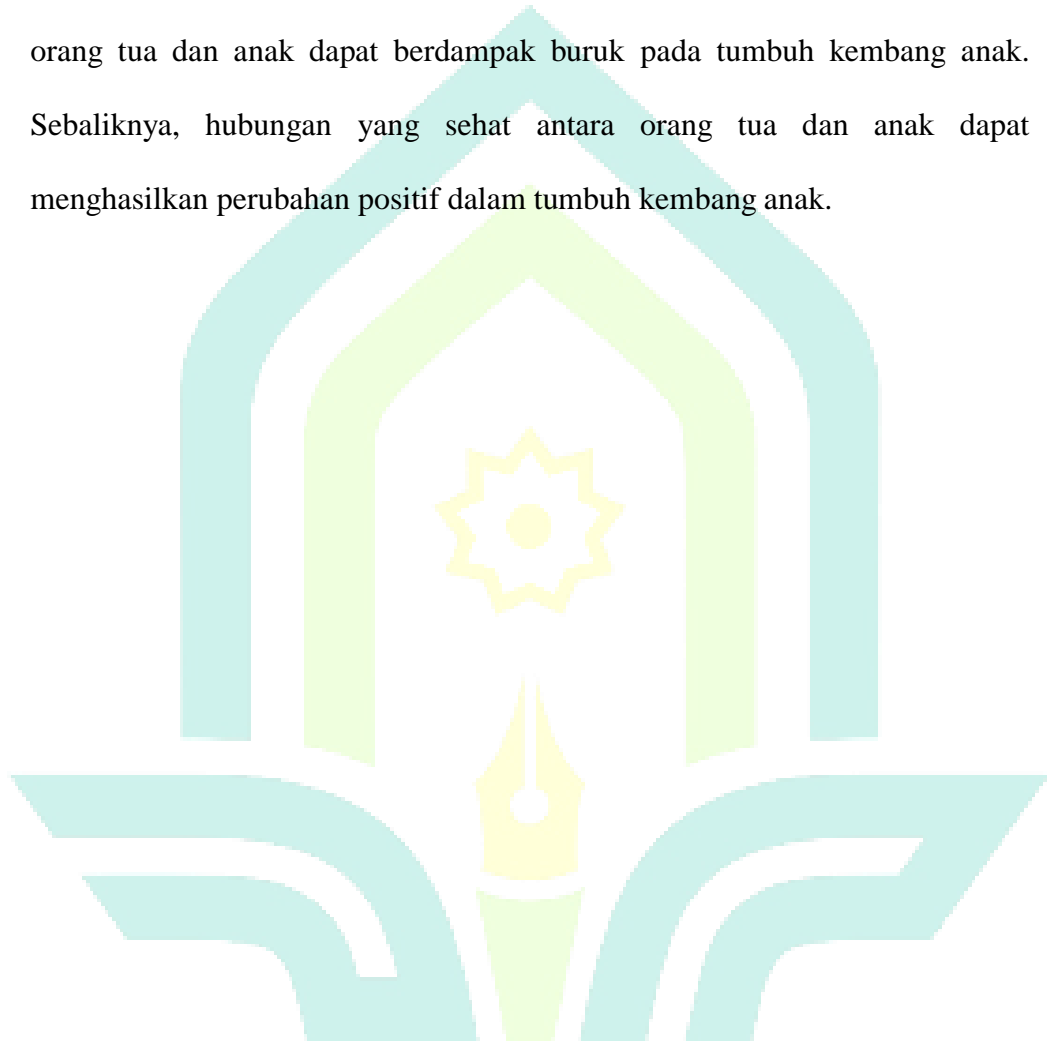 orang tua dan anak dapat berdampak buruk pada tumbuh kembang anak.
Sebaliknya, hubungan yang sehat antara orang tua dan anak dapat
menghasilkan perubahan positif dalam tumbuh kembang anak.